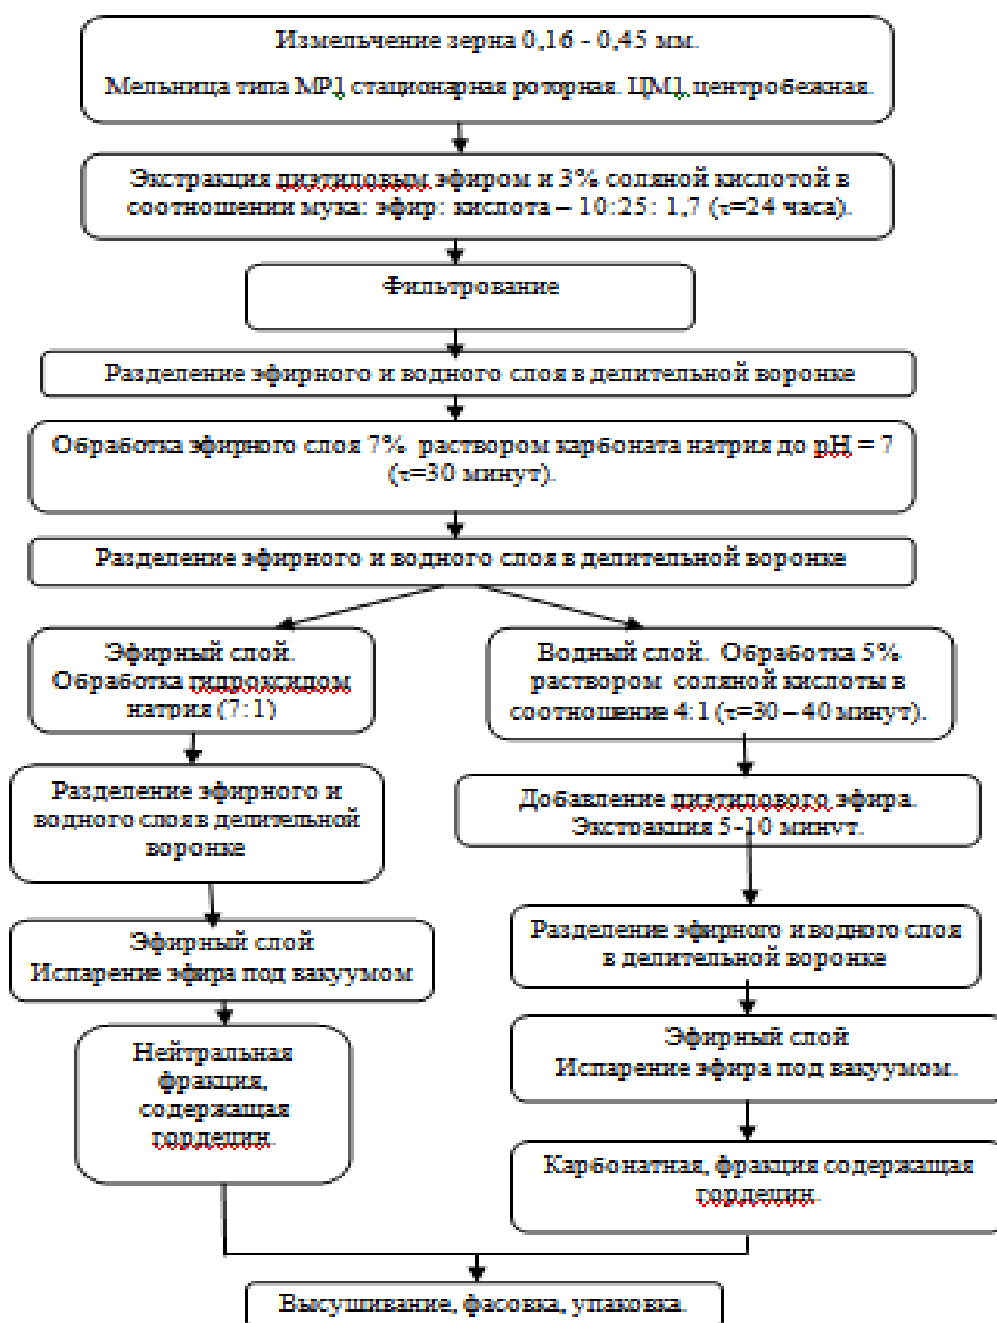 Измельчение зерна 0,16 - 0,45 мм.
Мельница типа МРД стационарная роторная. ЦМД центробежная.
Экстракция диэтиловым эфиром и 3% соляной кислотой в
соотношении мука: эфир: кислота – 10:25: 1,7 (τ=24 часа).
Фильтрование
Разделение эфирного и водного слоя в делительной воронке
Обработка эфирного слоя 7% раствором карбоната натрия до pH = 7
(τ=30 минут).
Разделение эфирного и водного слоя в делительной воронке
Эфирный слой.
Обработка гидроксидом
натрия (7:1)
Водный слой. Обработка 5%
раствором соляной кислоты в
соотношение 4:1 (τ=30 – 40 минут).
Разделение эфирного и
водного слоя в делительной
воронке
Добавление диэтилового эфира.
Экстракция 5-10 минут.
Эфирный слой
Испарение эфира под вакуумом
Разделение эфирного и водного слоя
в делительной воронке
Нейтральная
фракция,
содержащая
гордецин.
Эфирный слой
Испарение эфира под вакуумом.
Карбонатная, фракция содержащая
гордецин.
Высушивание, фасовка, упаковка.